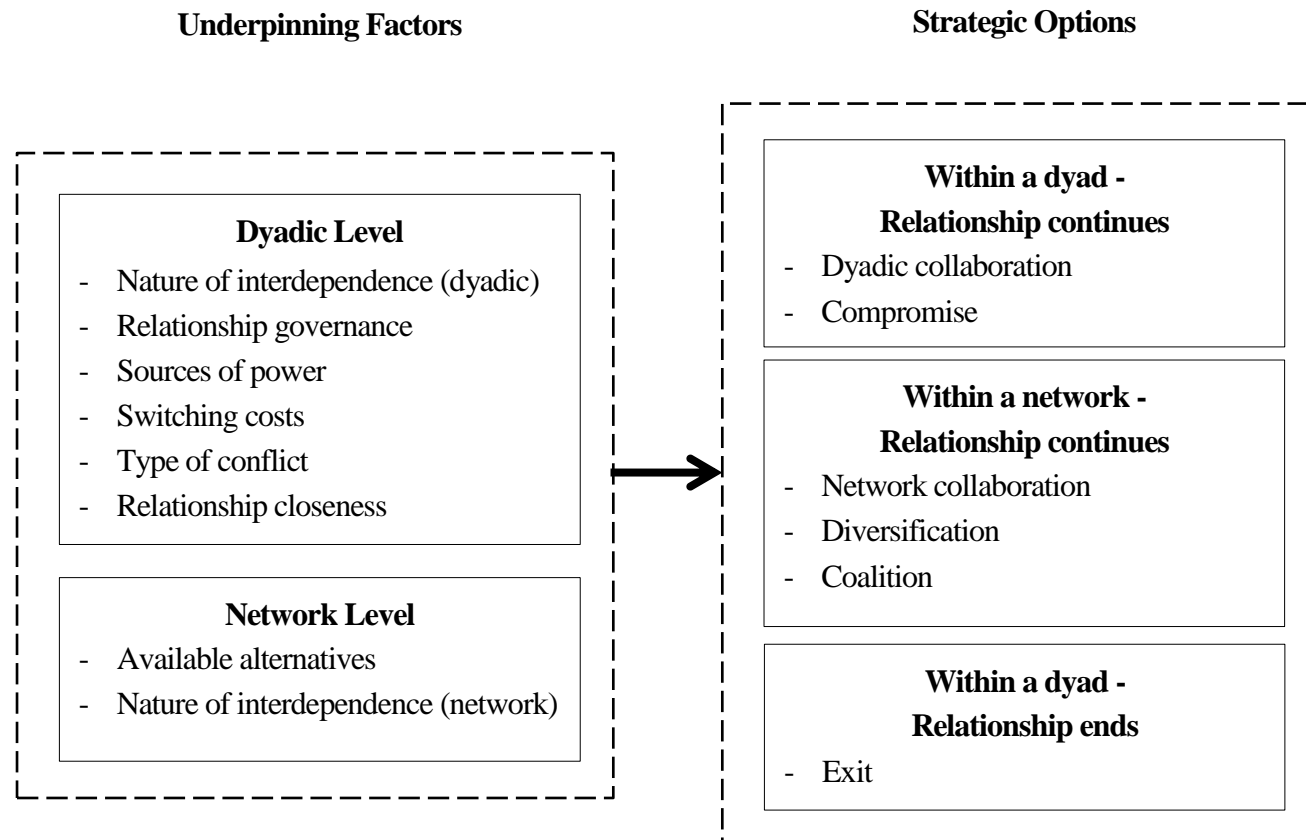 Underpinning Factors
Strategic Options
Dyadic Level
- Nature of interdependence (dyadic)
- Relationship governance
- Sources of power
- Switching costs
- Type of conflict
- Relationship closeness
Network Level
- Available alternatives
- Nature of interdependence (network)
Within a dyad -
Relationship continues
- Dyadic collaboration
- Compromise
Within a network -
Relationship continues
- Network collaboration
- Diversification
- Coalition
Within a dyad -
Relationship ends
- Exit